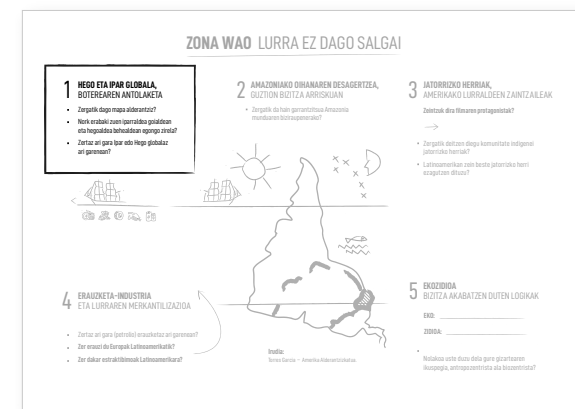 ZONA WAO LURRA EZ DAGO SALGAI
1 HEGO ETA IPAR GLOBALA,
BOTEREAREN ANTOLAKETA
• Zergatik dago mapa alderantziz?
• Nork erabaki zuen iparraldea goialdean
eta hegoaldea behealdean egongo zirela?
• Zertaz ari gara Ipar edo Hego globalaz
ari garenean?
2 AMAZONIAKO OIHANAREN DESAGERTZEA,
GUZTION BIZITZA ARRISKUAN
• Zergatik da hain garrantzitsua Amazonia
munduaren biziraupenerako?
3 JATORRIZKO HERRIAK,
AMERIKAKO LURRALDEEN ZAINTZAILEAK
Zeintzuk dira filmaren protagonistak?
• Zergatik deitzen diegu komunitate indigenei
jatorrizko herriak?
• Latinoamerikan zein beste jatorrizko herri
ezagutzen dituzu?
4 ERAUZKETA-INDUSTRIA
ETA LURRAREN MERKANTILIZAZIOA
• Zertaz ari gara (petrolio) erauzketaz ari garenean?
• Zer erauzi du Europak Latinoamerikatik?
• Zer dakar estraktibismoak Latinoamerikara?
Irudia:
Torres García - Amerika Alderantzizkatua
5 EKOZIDIOA
BIZITZA AKABATZEN DUTEN LOGIKAK
EKO:
ZIDIOA:
• Nolakoa uste duzu dela gure gizartearen
ikuspegia, antropozentrista ala biozentrista?